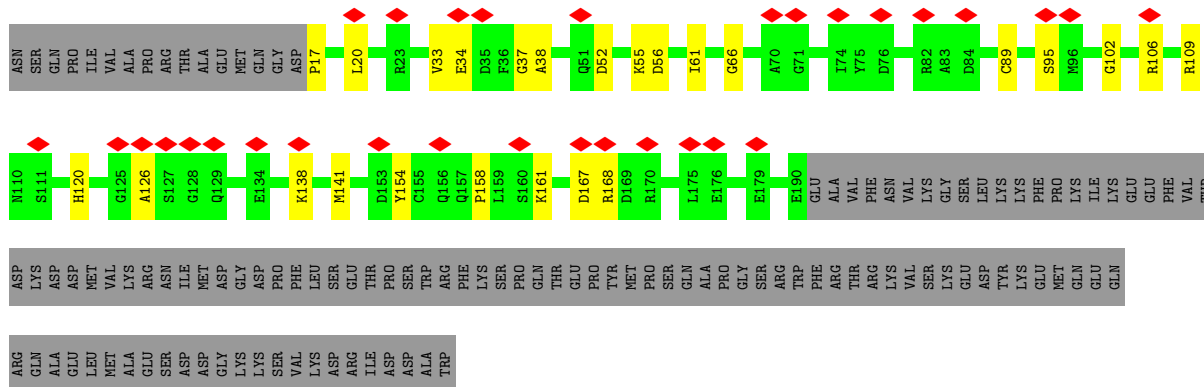 ASN SER GLN PRO ILE VAL ALA PRO ARG THR ALA GLU MET GLN GLY ASP P17 L20 R23 V33 E34 D35 F36 G37 A38 Q51 D52 K55 D56 I61 G66 A70 G71 I74 Y75 D76 R82 A83 D84 C89 S95 M96 G102 R106 R109
N110 S111 H120 G125 A126 S127 G128 Q129 E134 K138 M141 D153 Y154 C155 Q156 Q157 P158 L159 S160 K161 D167 R168 D169 R170 L175 E176 E179 E190 GLU ALA VAL PHE ASN VAL LYS GLY SER LEU LYS LYS PHE PRO LYS ILE LYS GLU GLU PHE VAL
ASP LYS ASP ASP MET VAL LYS ARG ASN ILE MET ASP GLY ASP PRO PHE LEU SER GLU THR PRO SER TRP ARG PHE LYS SER PRO GLN THR GLU PRO TYR MET PRO SER GLN ALA PRO GLY SER ARG TRP PHE ARG THR ARG LYS VAL SER LYS GLU ASP TYR LYS GLU MET GLN GLU GLN
ARG GLN ALA GLU LEU MET ALA GLU SER ASP ASP GLY LYS LYS SER VAL LYS ASP ARG ILE ASP ASP ALA TRP